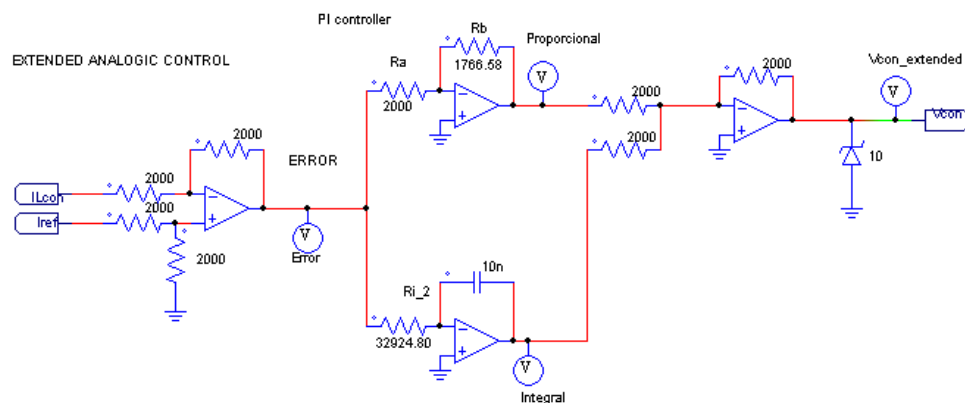 PI controller
EXTENDED ANALOGIC CONTROL
Ra
2000
Rb
1766.58
Proporcional
V
2000
2000
2000
Vcon_extended
V
Vcon
10
ERROR
2000
ILcon
2000
Iref
2000
2000
V
Error
Ri_2
32924.80
10n
V
Integral